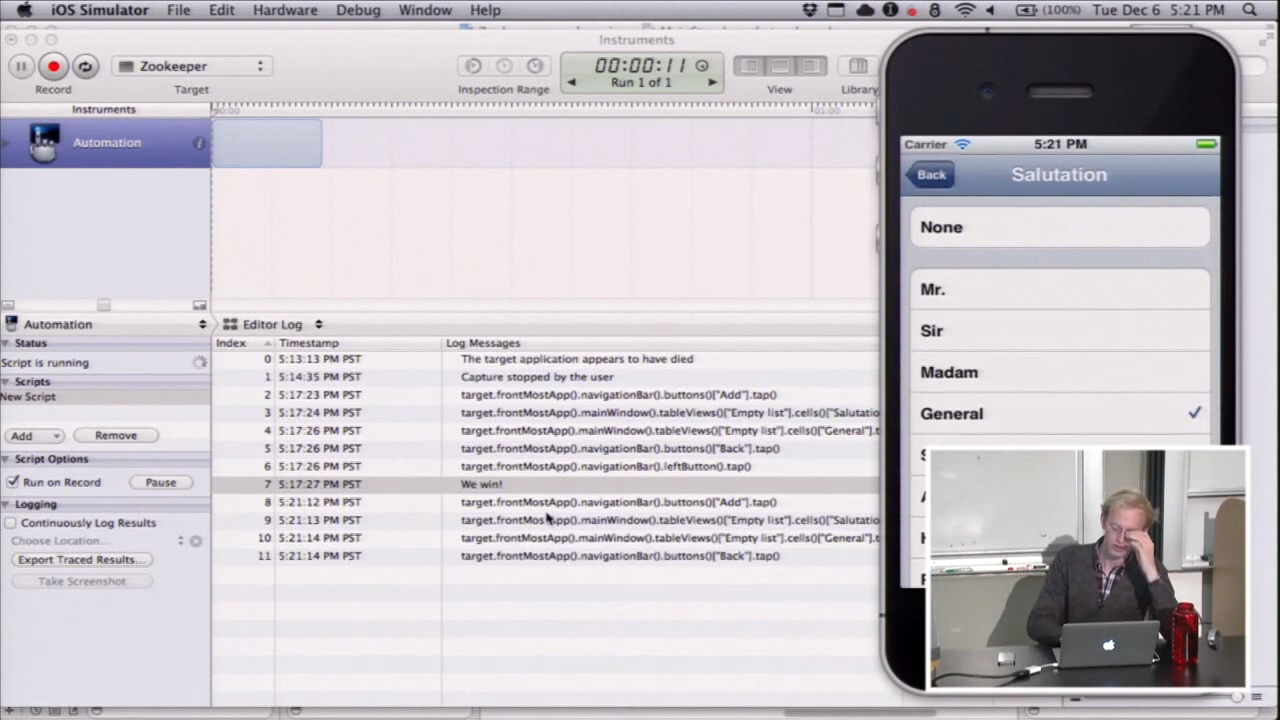 iOS Simulator File Edit Hardware Debug Window Help (100%) Tue Dec 6 5:21 PM
Instruments
Zookeeper 00:00:11
Record Target Inspection Range Run 1 of 1 View Library
Instruments 00:00 01:00
Automation
Automation Editor Log
Status Index Timestamp Log Messages
Script is running 0 5:13:13 PM PST The target application appears to have died
Scripts 1 5:14:35 PM PST Capture stopped by the user
New Script 2 5:17:23 PM PST target.frontMostApp().navigationBar().buttons()["Add"].tap()
3 5:17:24 PM PST target.frontMostApp().mainWindow().tableViews()["Empty list"].cells()["Salutatio
4 5:17:26 PM PST target.frontMostApp().mainWindow().tableViews()["Empty list"].cells()["General"].t
Add Remove
5 5:17:26 PM PST target.frontMostApp().navigationBar().buttons()["Back"].tap()
Script Options 6 5:17:26 PM PST target.frontMostApp().navigationBar().leftButton().tap()
Run on Record Pause 7 5:17:27 PM PST We win!
Logging 8 5:21:12 PM PST target.frontMostApp().navigationBar().buttons()["Add"].tap()
Continuously Log Results 9 5:21:13 PM PST target.frontMostApp().mainWindow().tableViews()["Empty list"].cells()["Salutatio
Choose Location... 10 5:21:14 PM PST target.frontMostApp().mainWindow().tableViews()["Empty list"].cells()["General"].t
Export Traced Results... 11 5:21:14 PM PST target.frontMostApp().navigationBar().buttons()["Back"].tap()
Take Screenshot
Carrier 5:21 PM
Back Salutation
None
Mr.
Sir
Madam
General